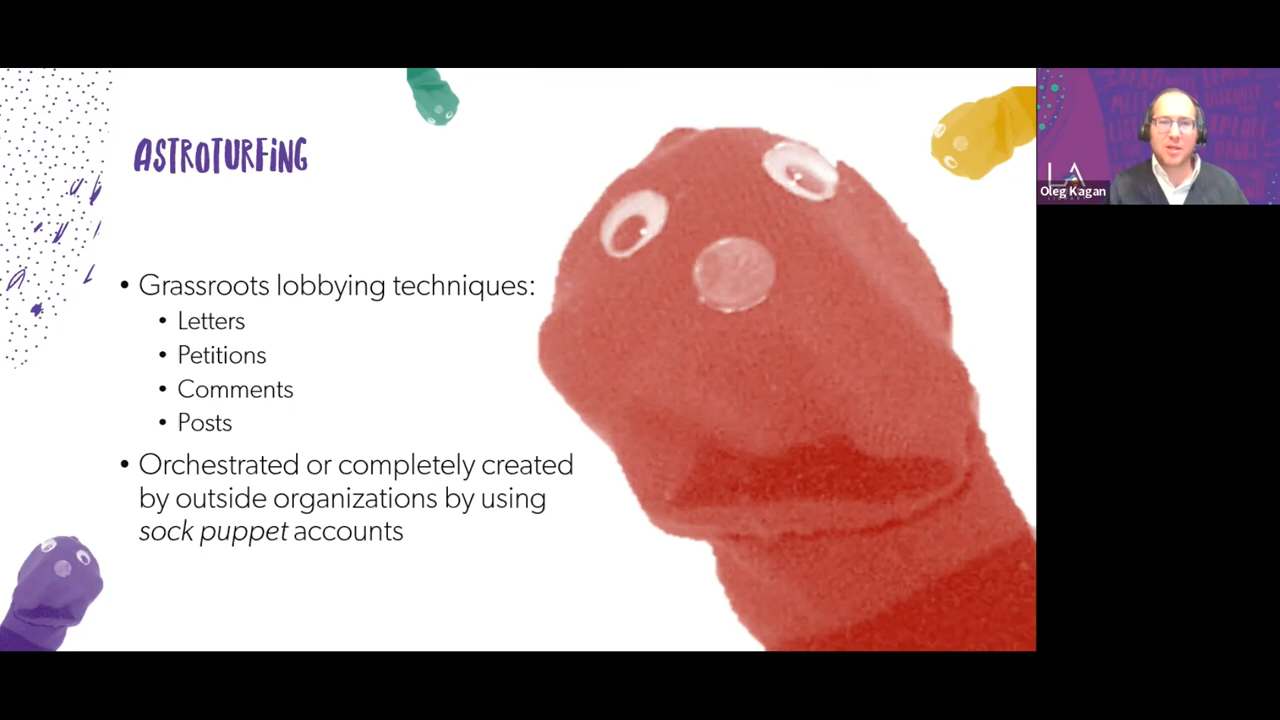 ASTROTURFING
• Grassroots lobbying techniques:
• Letters
• Petitions
• Comments
• Posts
• Orchestrated or completely created
by outside organizations by using
sock puppet accounts
LA
Oleg Kagan